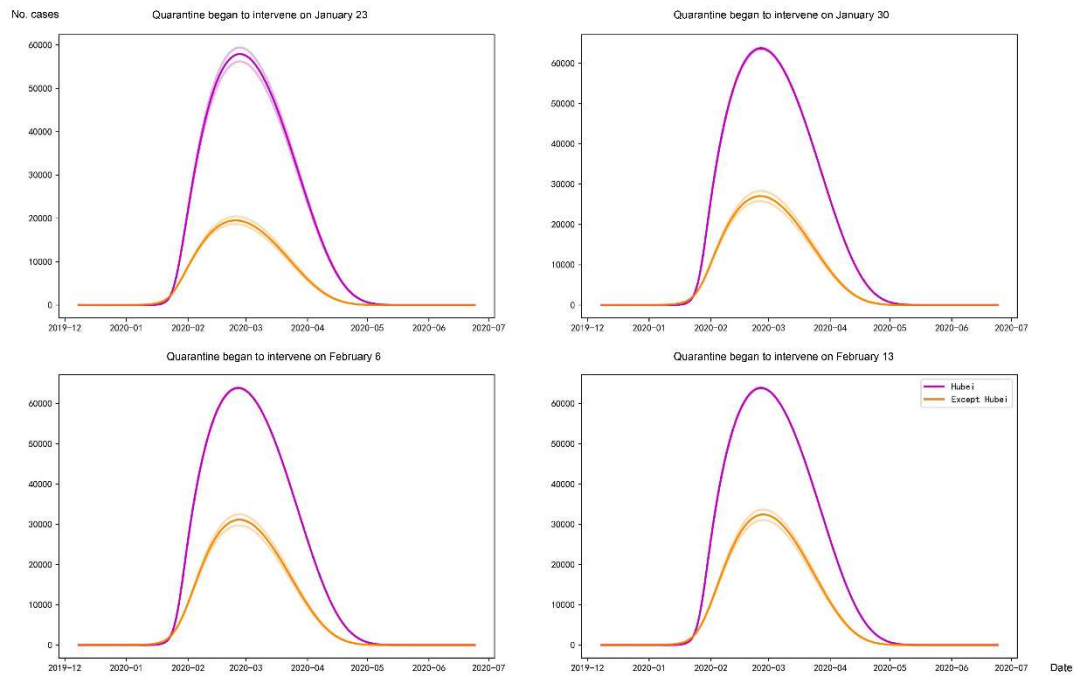 No. cases
Quarantine began to intervene on January 23
60000
50000
40000
30000
20000
10000
0
2019-12 2020-01 2020-02 2020-03 2020-04 2020-05 2020-06 2020-07
Quarantine began to intervene on January 30
60000
50000
40000
30000
20000
10000
0
2019-12 2020-01 2020-02 2020-03 2020-04 2020-05 2020-06 2020-07
Quarantine began to intervene on February 6
60000
50000
40000
30000
20000
10000
0
2019-12 2020-01 2020-02 2020-03 2020-04 2020-05 2020-06 2020-07
Quarantine began to intervene on February 13
Hubei
Except Hubei
60000
50000
40000
30000
20000
10000
0
2019-12 2020-01 2020-02 2020-03 2020-04 2020-05 2020-06 2020-07
Date